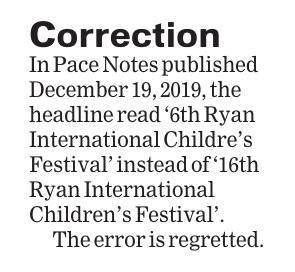 Correction
In Pace Notes published
December 19, 2019, the
headline read ‘6th Ryan
International Childre’s
Festival’ instead of ‘16th
Ryan International
Children’s Festival’.
The error is regretted.